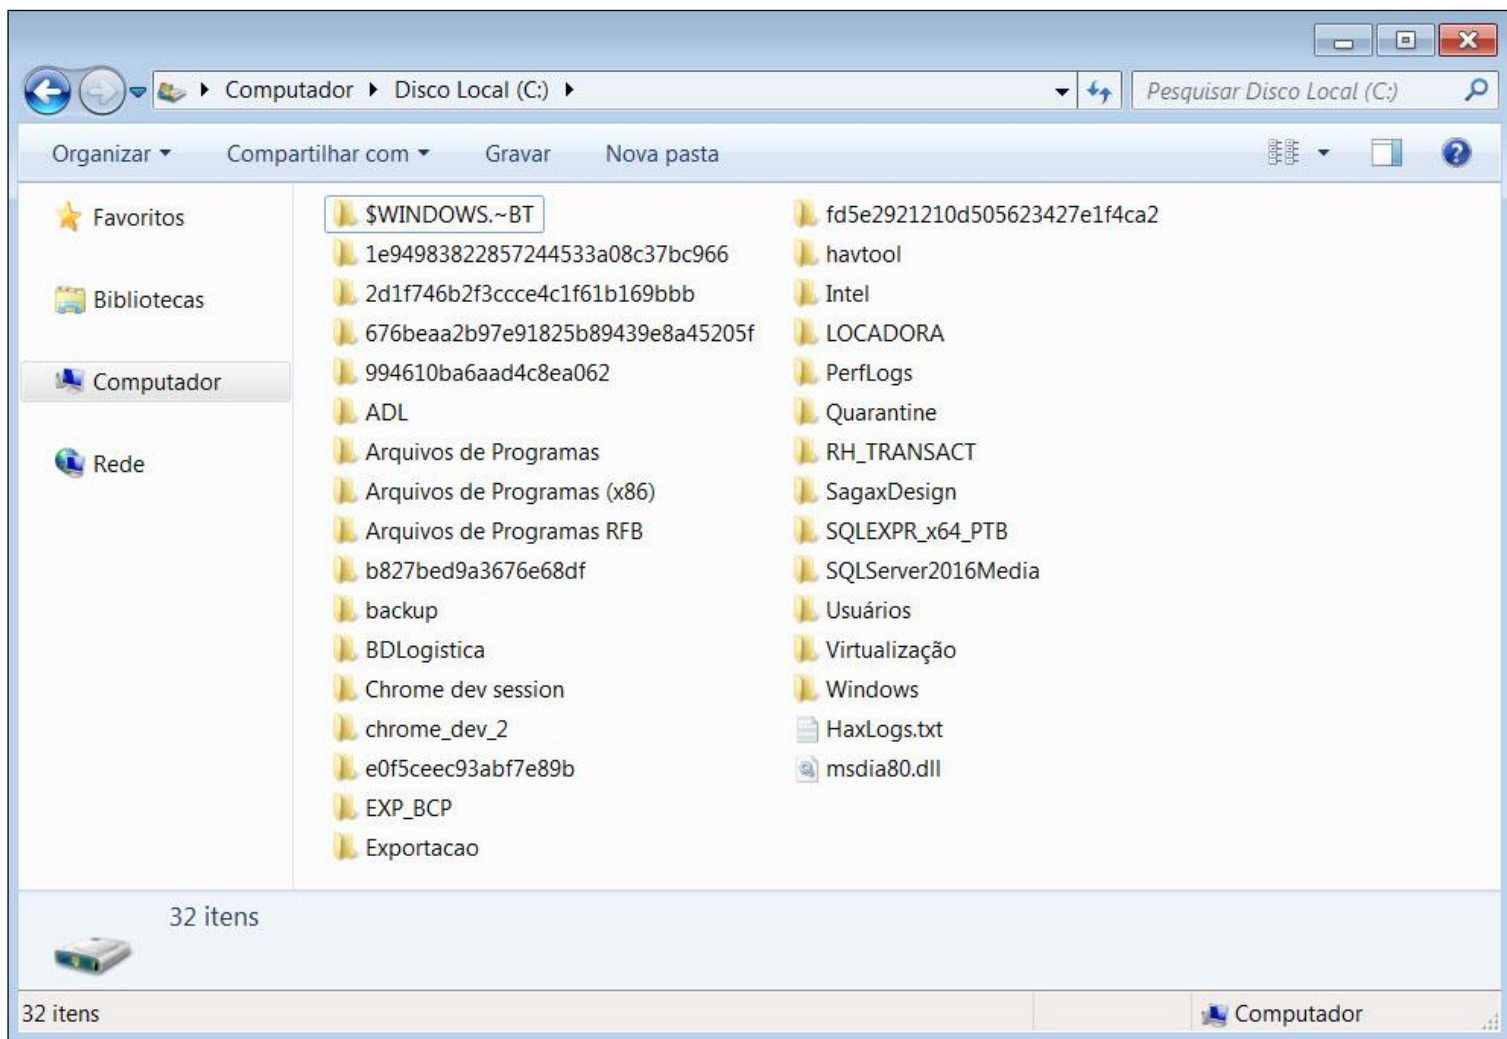 Computador Disco Local (C:)
Pesquisar Disco Local (C:)
Organizar Compartilhar com Gravar Nova pasta
Favoritos
Bibliotecas
Computador
Rede
$WINDOWS.~BT
1e94983822857244533a08c37bc966
2d1f746b2f3ccce4c1f61b169bbb
676beaa2b97e91825b89439e8a45205f
994610ba6aad4c8ea062
ADL
Arquivos de Programas
Arquivos de Programas (x86)
Arquivos de Programas RFB
b827bed9a3676e68df
backup
BDLogistica
Chrome dev session
chrome_dev_2
e0f5ceec93abf7e89b
EXP_BCP
Exportacao
fd5e2921210d505623427e1f4ca2
havtool
Intel
LOCADORA
PerfLogs
Quarantine
RH_TRANSACT
SagaxDesign
SQLEXPR_x64_PTB
SQLServer2016Media
Usuários
Virtualização
Windows
HaxLogs.txt
msdia80.dll
32 itens
32 itens
Computador